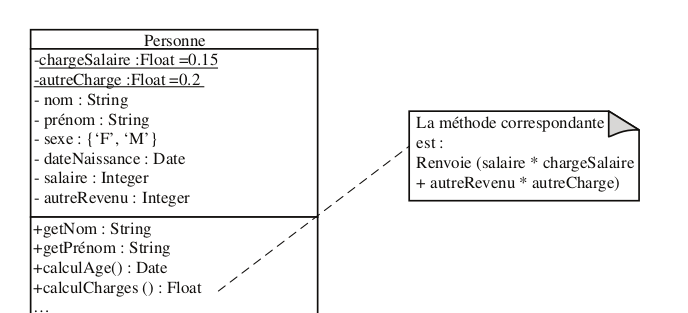 Personne
-chargeSalaire :Float =0.15
-autreCharge :Float =0.2
- nom : String
- prénom : String
- sexe : {‘F’, ‘M’}
- dateNaissance : Date
- salaire : Integer
- autreRevenu : Integer
+getNom : String
+getPrénom : String
+calculAge() : Date
+calculCharges () : Float
…
La méthode correspondante
est :
Renvoie (salaire * chargeSalaire
+ autreRevenu * autreCharge)